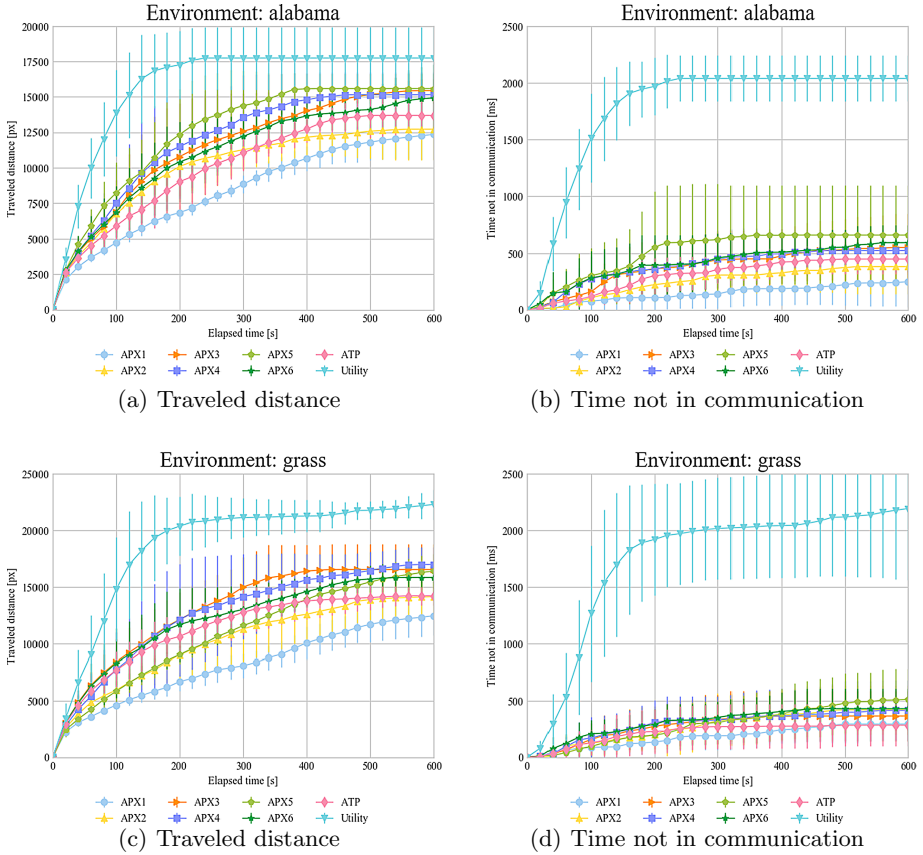 Environment: alabama
20000
17500
15000
12500
10000
7500
5000
2500
0
Traveled distance [px]
0 100 200 300 400 500 600
Elapsed time [s]
APX1 APX3 APX5 ATP
APX2 APX4 APX6 Utility
(a) Traveled distance
Environment: alabama
2500
2000
1500
1000
500
0
Time not in communication [ms]
0 100 200 300 400 500 600
Elapsed time [s]
APX1 APX3 APX5 ATP
APX2 APX4 APX6 Utility
(b) Time not in communication
Environment: grass
25000
20000
15000
10000
5000
0
Traveled distance [px]
0 100 200 300 400 500 600
Elapsed time [s]
APX1 APX3 APX5 ATP
APX2 APX4 APX6 Utility
(c) Traveled distance
Environment: grass
2500
2000
1500
1000
500
0
Time not in communication [ms]
0 100 200 300 400 500 600
Elapsed time [s]
APX1 APX3 APX5 ATP
APX2 APX4 APX6 Utility
(d) Time not in communication